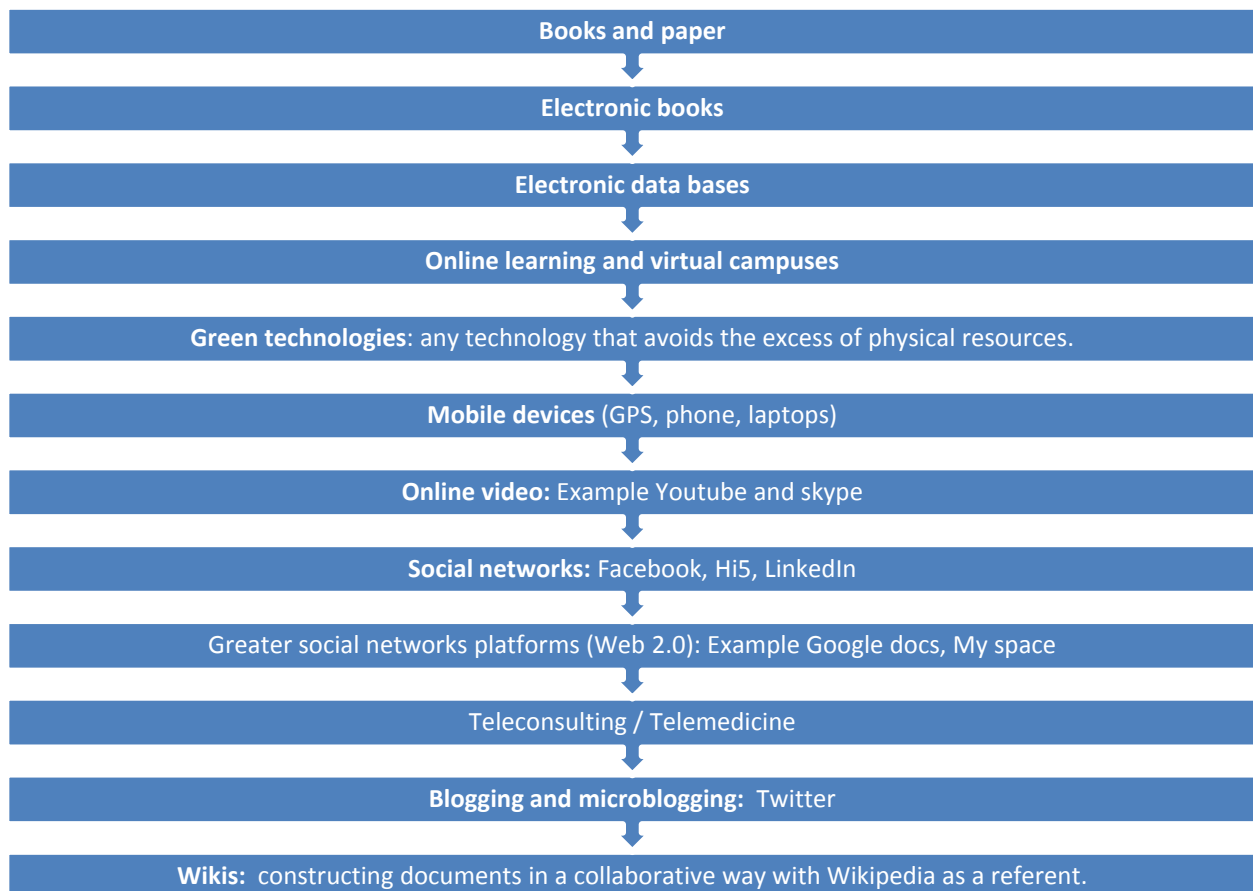 Books and paper
Electronic books
Electronic data bases
Online learning and virtual campuses
Green technologies: any technology that avoids the excess of physical resources.
Mobile devices (GPS, phone, laptops)
Online video: Example Youtube and skype
Social networks: Facebook, Hi5, LinkedIn
Greater social networks platforms (Web 2.0): Example Google docs, My space
Teleconsulting / Telemedicine
Blogging and microblogging: Twitter
Wikis: constructing documents in a collaborative way with Wikipedia as a referent.